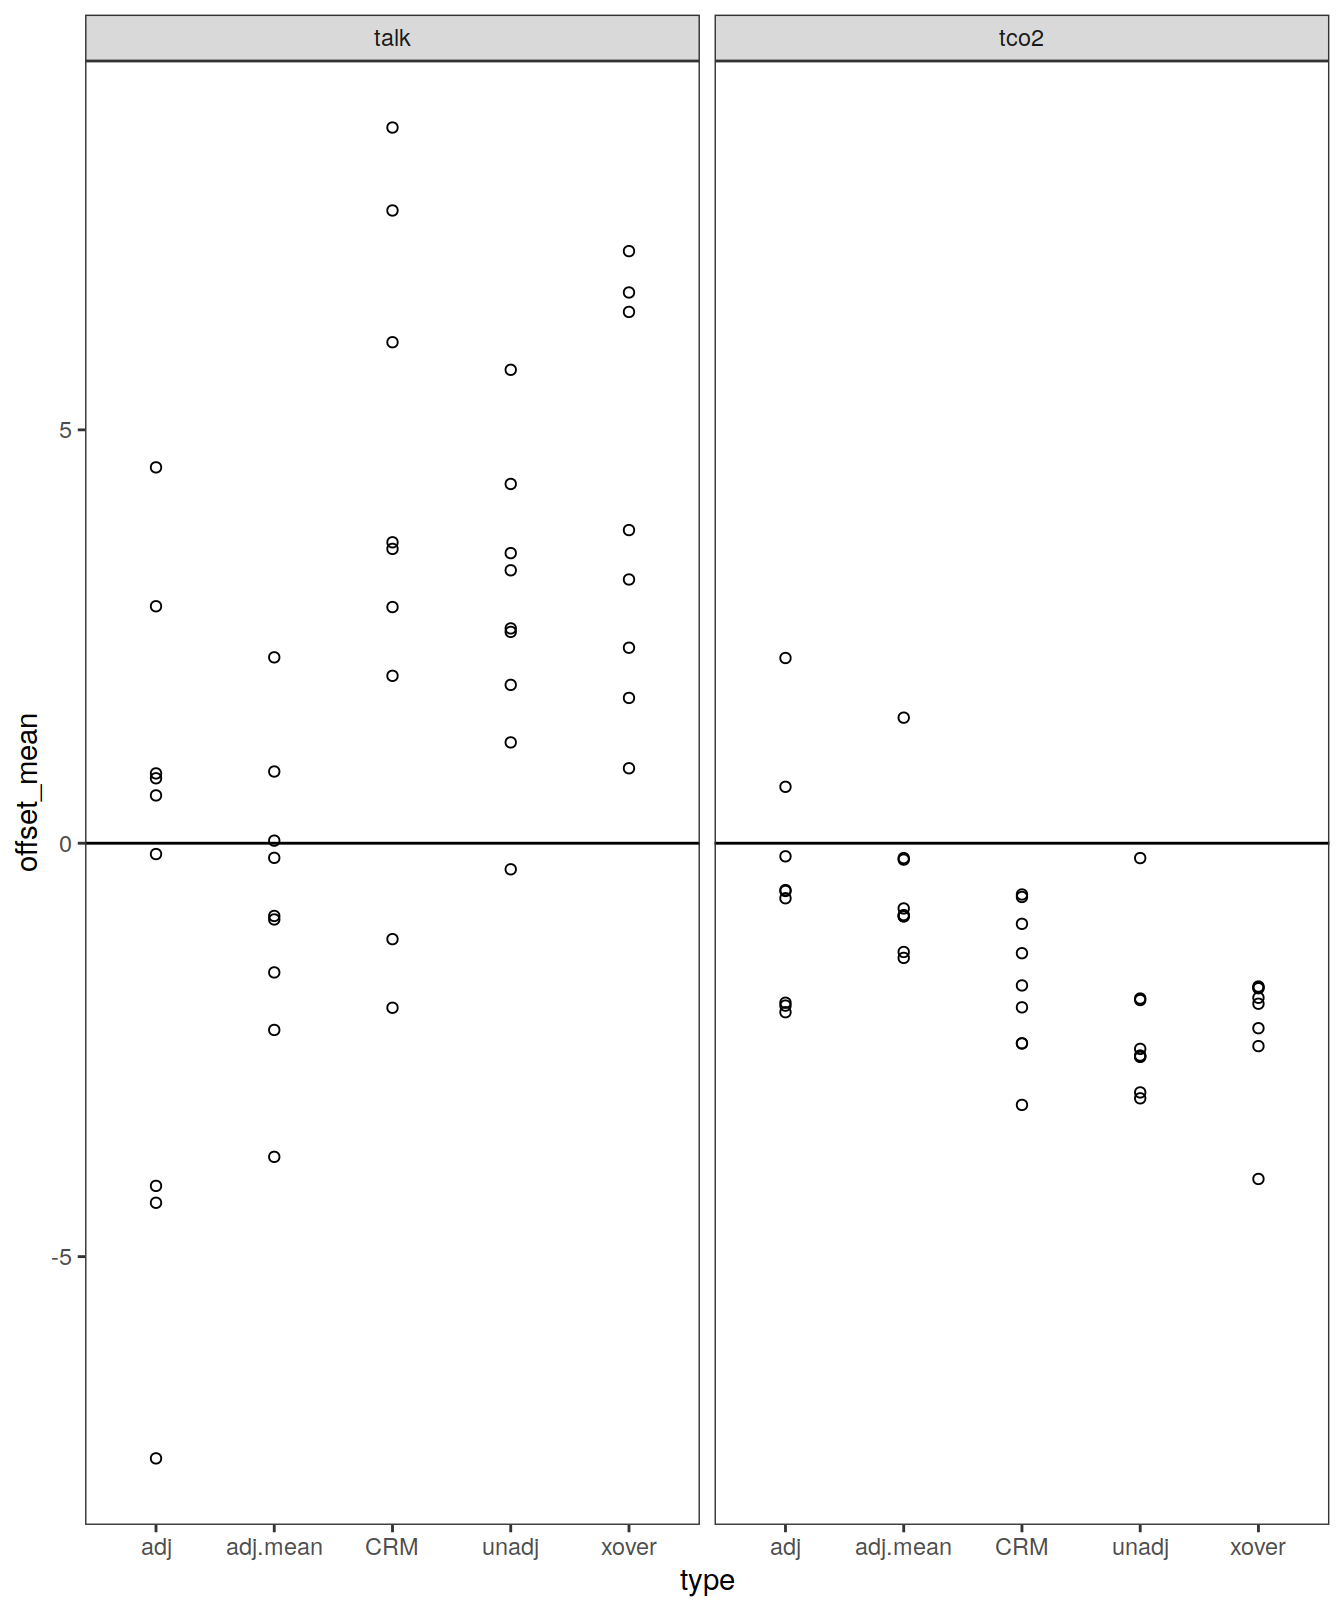 talk
tco2
offset_mean
5
0
-5
adj adj.mean CRM unadj xover
adj adj.mean CRM unadj xover
type